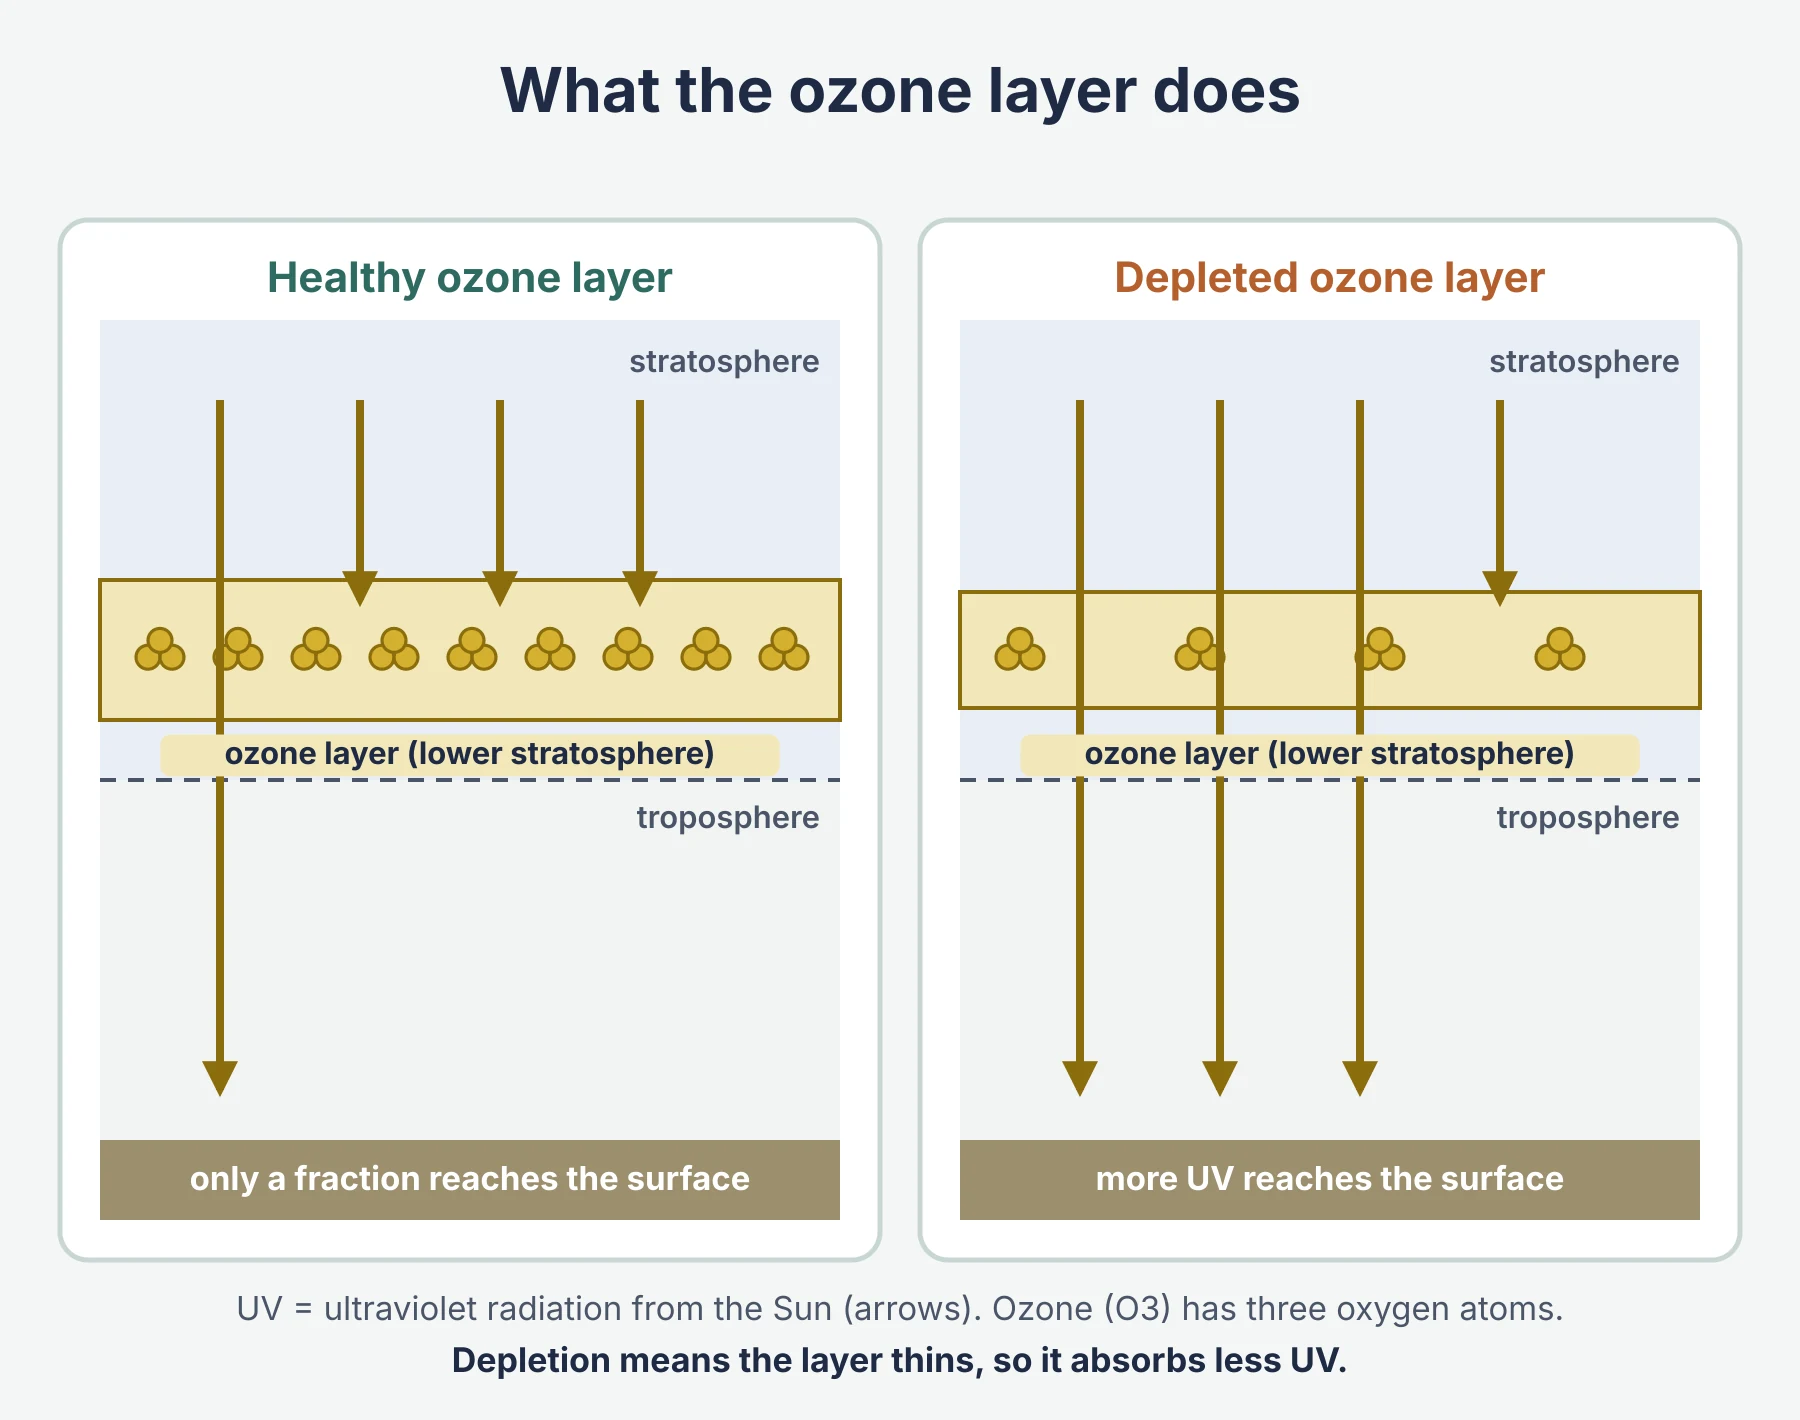 What the ozone layer does
Healthy ozone layer
stratosphere
ozone layer (lower stratosphere)
troposphere
only a fraction reaches the surface
Depleted ozone layer
stratosphere
ozone layer (lower stratosphere)
troposphere
more UV reaches the surface
UV = ultraviolet radiation from the Sun (arrows). Ozone (O3) has three oxygen atoms.
Depletion means the layer thins, so it absorbs less UV.